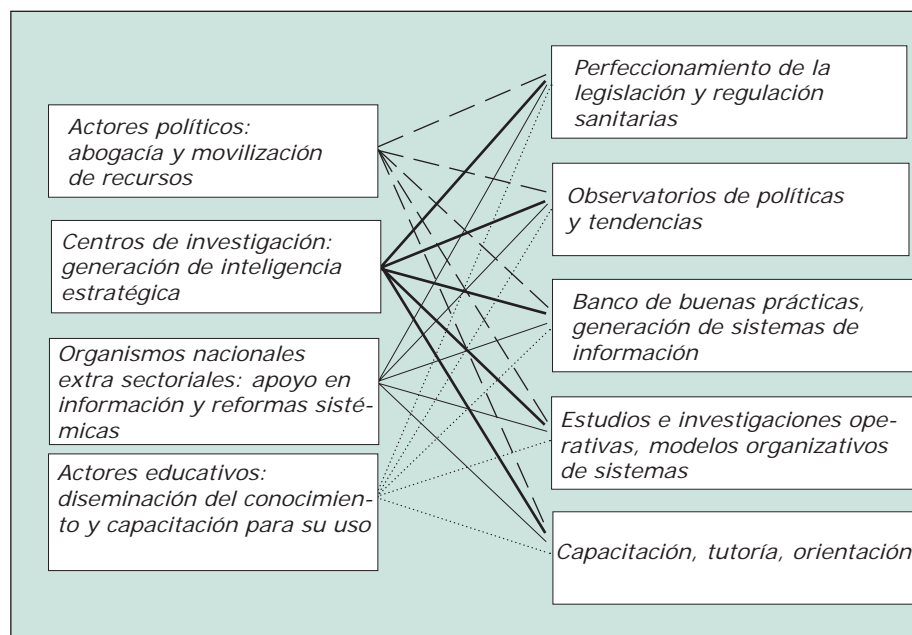 Actores políticos:
abogacía y movilización
de recursos
Centros de investigación:
generación de inteligencia
estratégica
Organismos nacionales
extra sectoriales: apoyo en
información y reformas sisté-
micas
Actores educativos:
diseminación del conocimien-
to y capacitación para su uso
Perfeccionamiento de la
legislación y regulación
sanitarias
Observatorios de políticas
y tendencias
Banco de buenas prácticas,
generación de sistemas de
información
Estudios e investigaciones ope-
rativas, modelos organizativos
de sistemas
Capacitación, tutoría, orientación